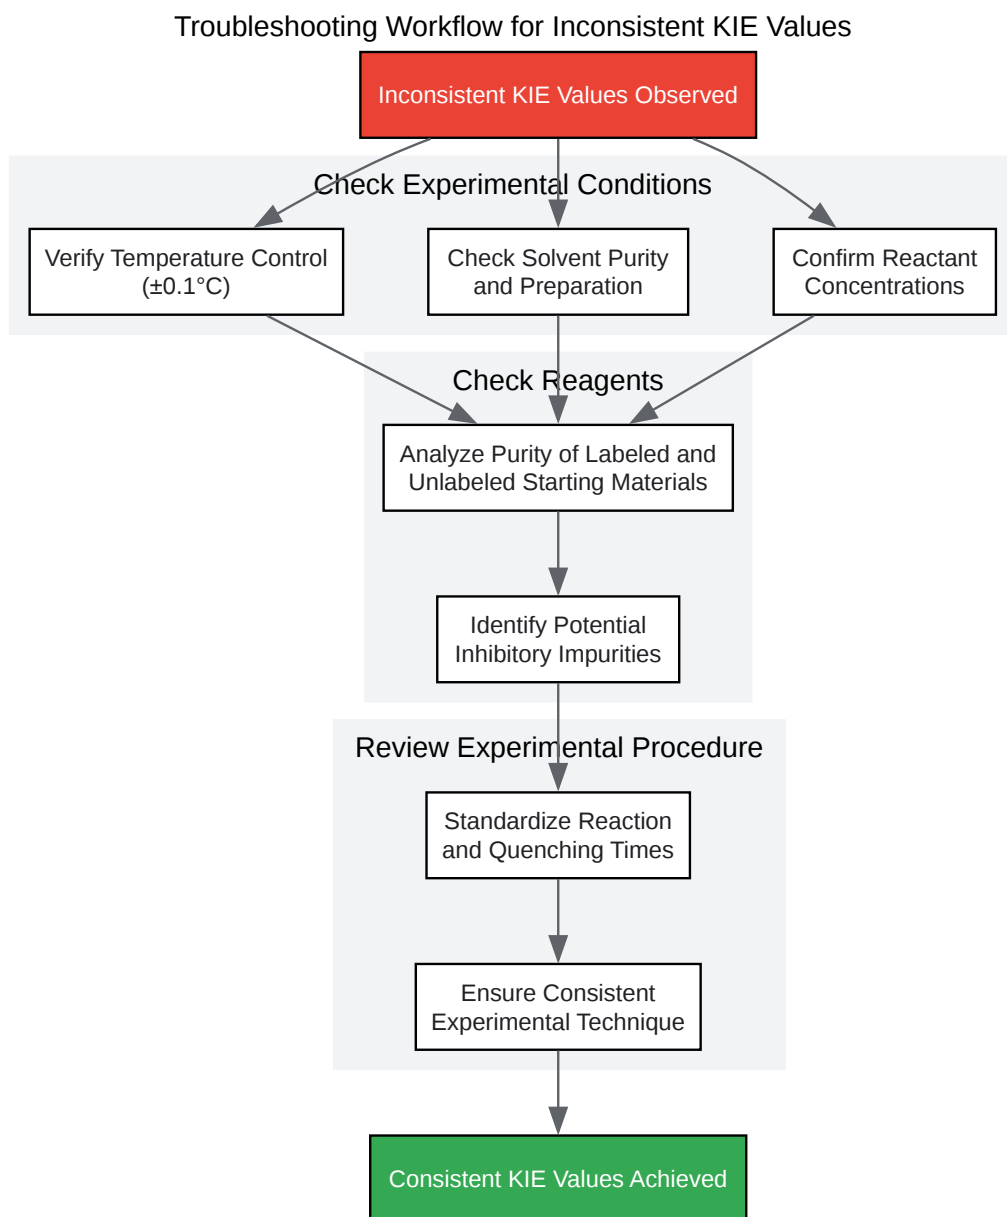 Troubleshooting Workflow for Inconsistent KIE Values
Inconsistent KIE Values Observed
Check Experimental Conditions
Verify Temperature Control
(±0.1°C)
Check Solvent Purity
and Preparation
Confirm Reactant
Concentrations
Check Reagents
Analyze Purity of Labeled and
Unlabeled Starting Materials
Identify Potential
Inhibitory Impurities
Review Experimental Procedure
Standardize Reaction
and Quenching Times
Ensure Consistent
Experimental Technique
Consistent KIE Values Achieved